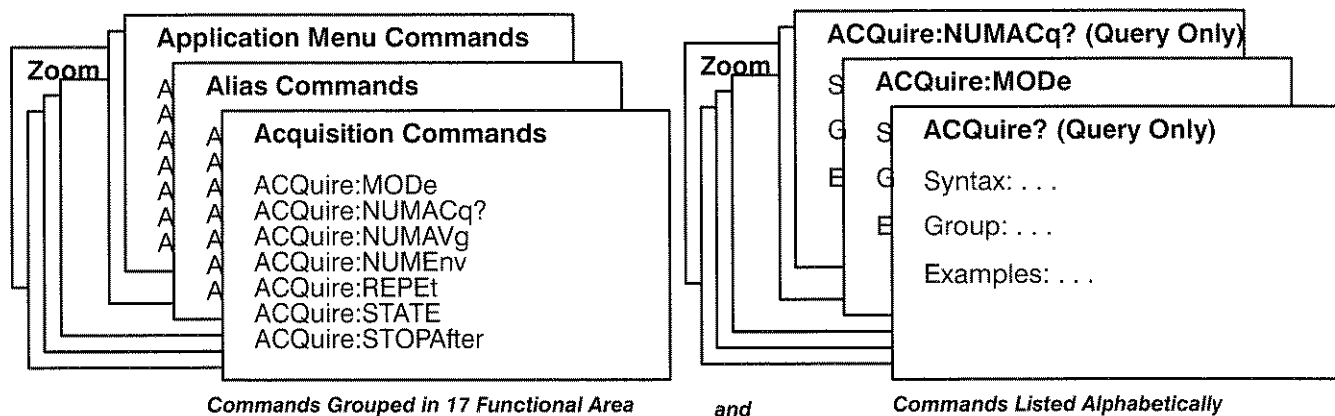 Application Menu Commands
Zoom
A
A
A
A
A
A
A
Alias Commands
A
A
A
A
A
A
A
Acquisition Commands
ACQuire:MODe
ACQuire:NUMACq?
ACQuire:NUMAVg
ACQuire:NUMEnv
ACQuire:REPEt
ACQuire:STATE
ACQuire:STOPAfter
Commands Grouped in 17 Functional Area
and
ACQuire:NUMACq? (Query Only)
Zoom
S
G
E
ACQuire:MODe
S
G
E
ACQuire? (Query Only)
Syntax: . . .
Group: . . .
Examples: . . .
Commands Listed Alphabetically